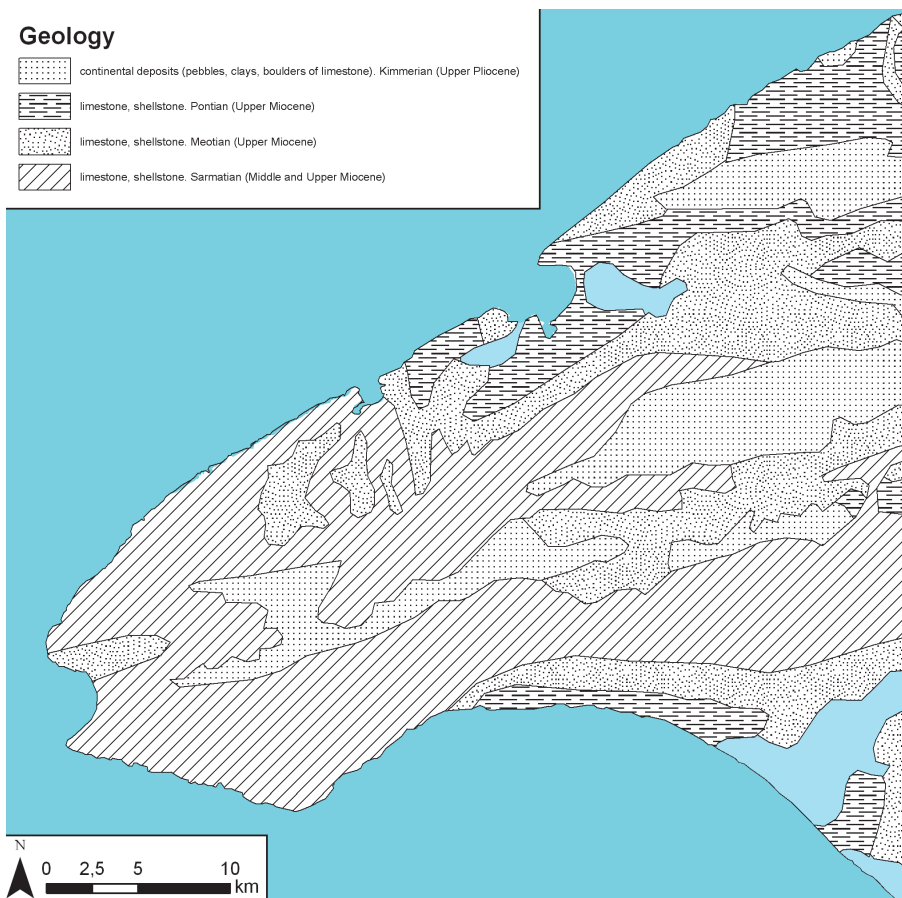 Geology
continental deposits (pebbles, clays, boulders of limestone). Kimmerian (Upper Pliocene)
limestone, shellstone. Pontian (Upper Miocene)
limestone, shellstone. Meotian (Upper Miocene)
limestone, shellstone. Sarmatian (Middle and Upper Miocene)
N
0 2,5 5 10
km